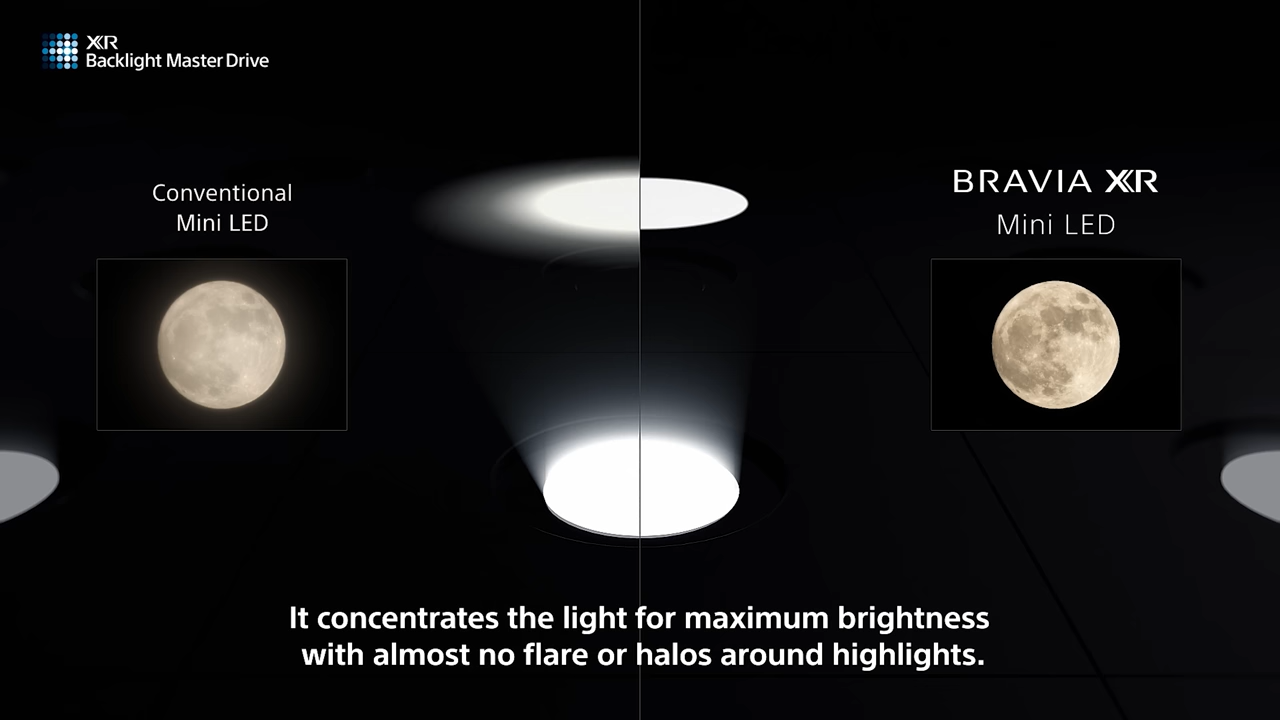 XR
Backlight Master Drive
Conventional
Mini LED
BRAVIA XR
Mini LED
It concentrates the light for maximum brightness
with almost no flare or halos around highlights.